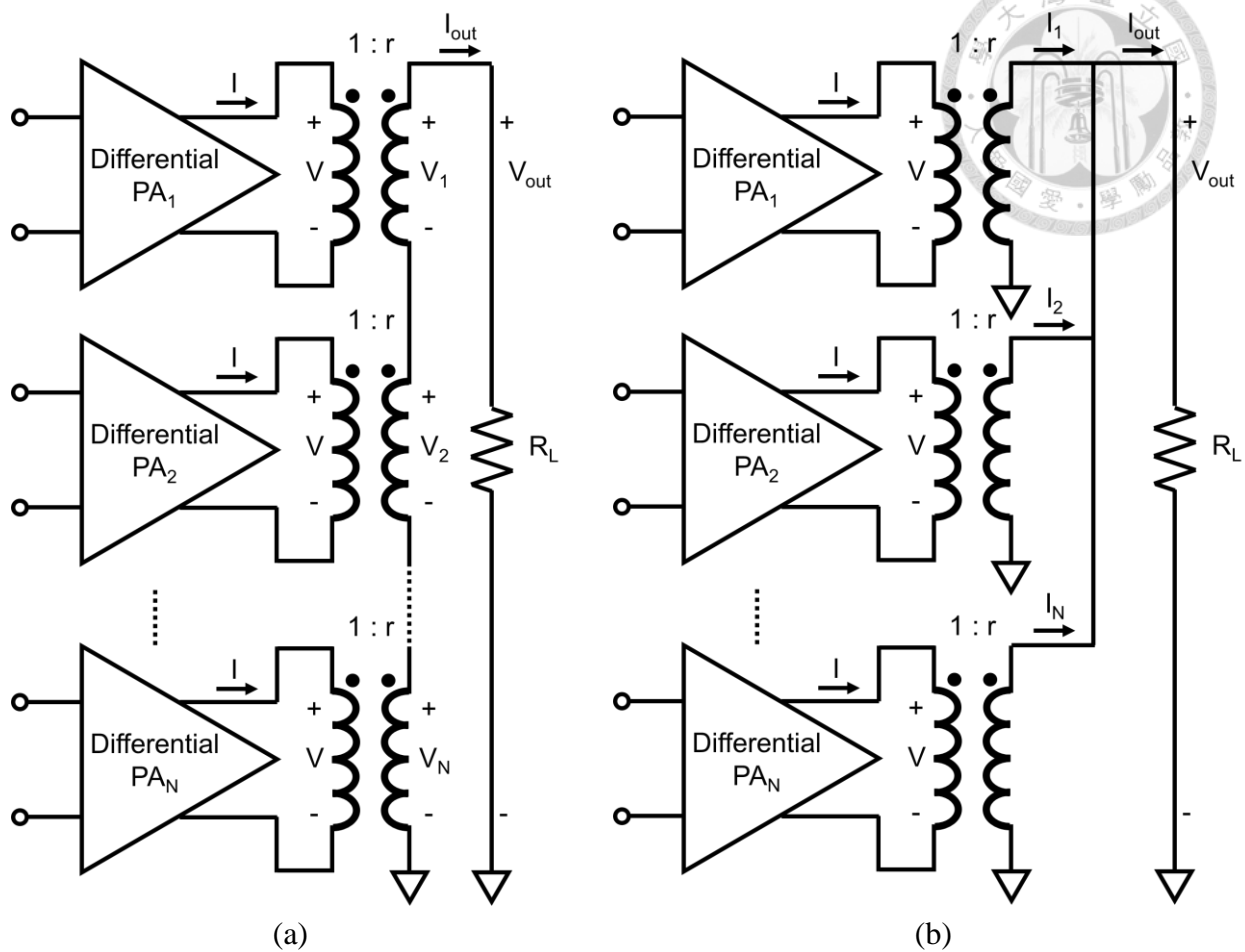 1 : r
I_out
I
Differential
PA_1
+
V
-
+
V_1
-
+
V_out
-
1 : r
I
Differential
PA_2
+
V
-
+
V_2
-
R_L
1 : r
I
Differential
PA_N
+
V
-
+
V_N
-
(a)
1 : r
I_1
I_out
I
Differential
PA_1
+
V
-
+
V_out
-
1 : r
I_2
I
Differential
PA_2
+
V
-
R_L
1 : r
I_N
I
Differential
PA_N
+
V
-
(b)